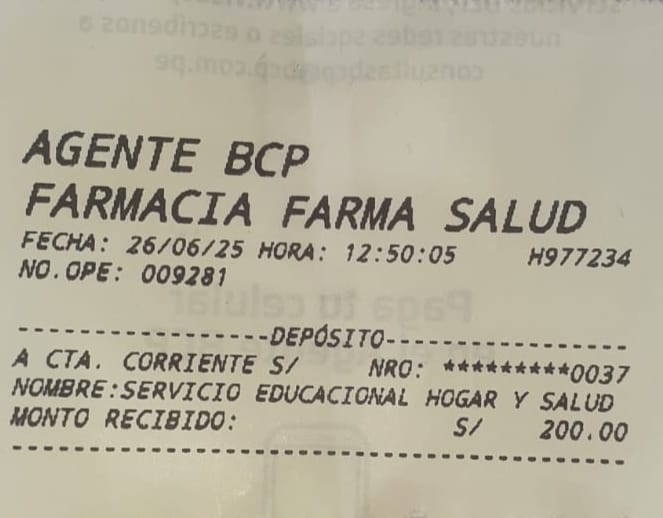 AGENTE BCP
FARMACIA FARMA SALUD
FECHA: 26/06/25 HORA: 12:50:05 H977234
NO.OPE: 009281
------------------DEPÓSITO-----------------
A CTA. CORRIENTE S/ NRO: *********0037
NOMBRE:SERVICIO EDUCACIONAL HOGAR Y SALUD
MONTO RECIBIDO: S/ 200.00